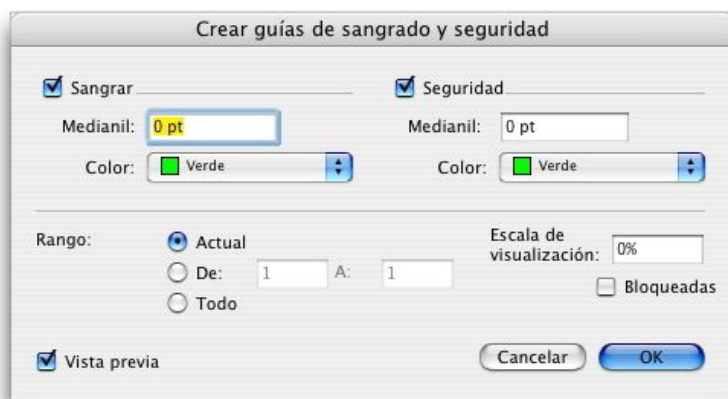 Crear guías de sangrado y seguridad
Sangrar
Seguridad
Medianil: 0 pt
Medianil: 0 pt
Color: Verde
Color: Verde
Rango:
Actual
De: 1 A: 1
Todo
Escala de
visualización: 0%
Bloqueadas
Vista previa
Cancelar
OK